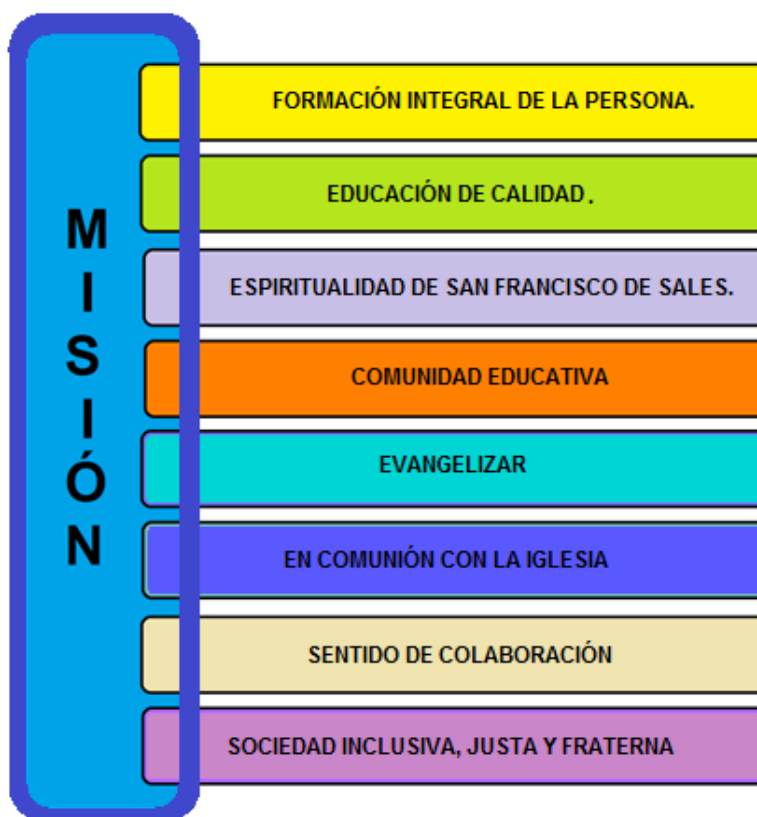 MISIÓN
FORMACIÓN INTEGRAL DE LA PERSONA.
EDUCACIÓN DE CALIDAD.
ESPIRITUALIDAD DE SAN FRANCISCO DE SALES.
COMUNIDAD EDUCATIVA
EVANGELIZAR
EN COMUNIÓN CON LA IGLESIA
SENTIDO DE COLABORACIÓN
SOCIEDAD INCLUSIVA, JUSTA Y FRATERNA